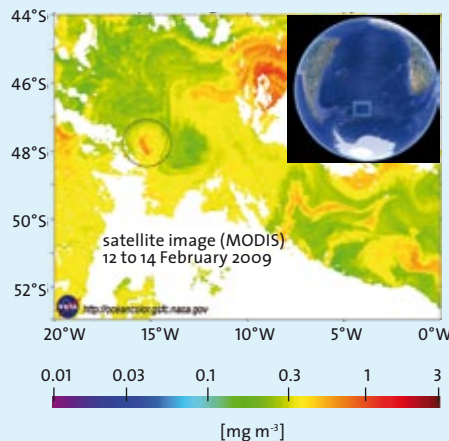 44°S
46°S
48°S
50°S
52°S
satellite image (MODIS)
12 to 14 February 2009
NASA
http://oceancolor.gsfc.nasa.gov
20°W 15°W 10°W 5°W 0°W
0.01 0.03 0.1 0.3 1 3
[mg m⁻³]